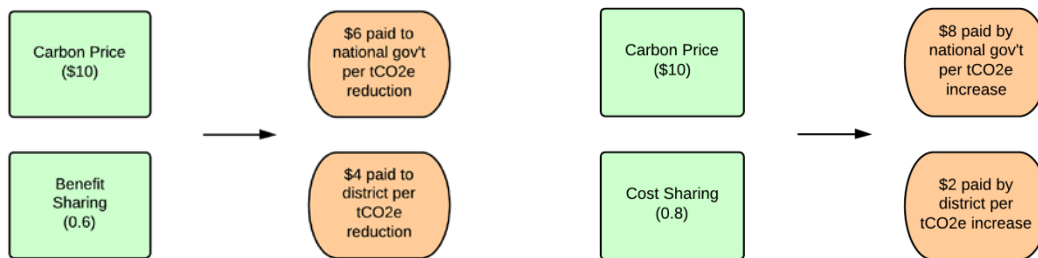 Carbon Price
($10)
$6 paid to
national gov't
per tCO2e
reduction
Benefit
Sharing
(0.6)
$4 paid to
district per
tCO2e
reduction
Carbon Price
($10)
$8 paid by
national gov't
per tCO2e
increase
Cost Sharing
(0.8)
$2 paid by
district per
tCO2e increase